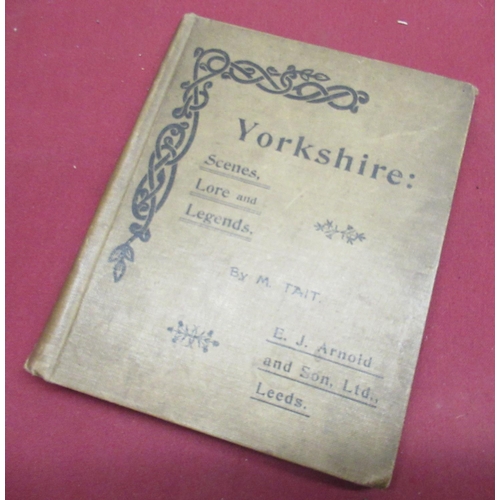 Yorkshire:
Scenes,
Lore and
Legends.
By M. TAIT.
E. J. Arnold
and Son, Ltd.,
Leeds.